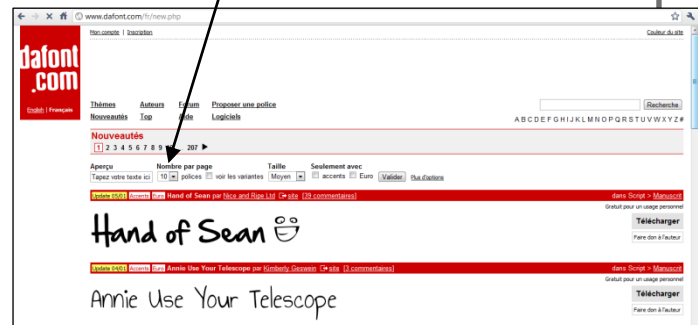 www.dafont.com/fr/new.php
Mon compte | Inscription
Couleur du site
dafont
.com
English | Français
Thèmes Auteurs Forum Proposer une police
Nouveautés Top Aide Logiciels
Recherche
A B C D E F G H I J K L M N O P Q R S T U V W X Y Z #
Nouveautés
1 2 3 4 5 6 7 8 9 ... 207
Aperçu Nombre par page Taille Seulement avec
Tapez votre texte ici 10 polices voir les variantes Moyen accents Euro Valider Plus d'options
Update 05/01 Accents Euro Hand of Sean par Nice and Ripe Ltd site [39 commentaires] dans Script > Manuscrit
Gratuit pour un usage personnel
Hand of Sean
Télécharger
Faire don à l'auteur
Update 04/01 Accents Euro Annie Use Your Telescope par Kimberly Geswein site [3 commentaires] dans Script > Manuscrit
Gratuit pour un usage personnel
Annie Use Your Telescope
Télécharger
Faire don à l'auteur